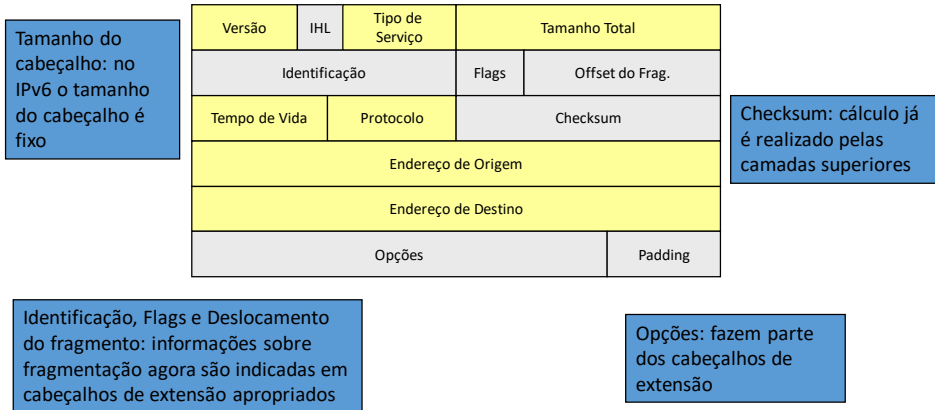 Tamanho do
cabeçalho: no
IPv6 o tamanho
do cabeçalho é
fixo
Versão
IHL
Tipo de
Serviço
Tamanho Total
Identificação
Flags
Offset do Frag.
Tempo de Vida
Protocolo
Checksum
Endereço de Origem
Endereço de Destino
Opções
Padding
Checksum: cálculo já
é realizado pelas
camadas superiores
Identificação, Flags e Deslocamento
do fragmento: informações sobre
fragmentação agora são indicadas em
cabeçalhos de extensão apropriados
Opções: fazem parte
dos cabeçalhos de
extensão